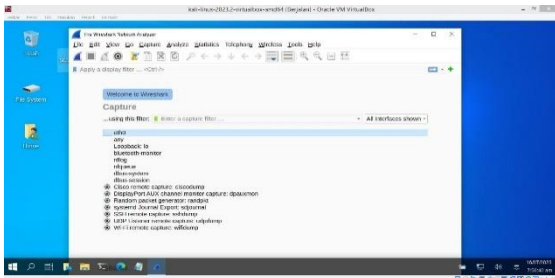 kali-linux-2023.2-virtualbox-amd64 [Berjalan] - Oracle VM VirtualBox
The Wireshark Network Analyzer
File Edit View Go Capture Analyze Statistics Telephony Wireless Tools Help
Apply a display filter ... <Ctrl-/>
Welcome to Wireshark
Capture
...using this filter: Enter a capture filter ... All interfaces shown
eth0
any
Loopback: lo
bluetooth-monitor
nflog
nfqueue
dbus-system
dbus-session
Cisco remote capture: ciscodump
DisplayPort AUX channel monitor capture: dpauxmon
Random packet generator: randpkt
systemd Journal Export: sdjournal
SSH remote capture: sshdump
UDP Listener remote capture: udpdump
Wi-Fi remote capture: wifidump
File System
Home